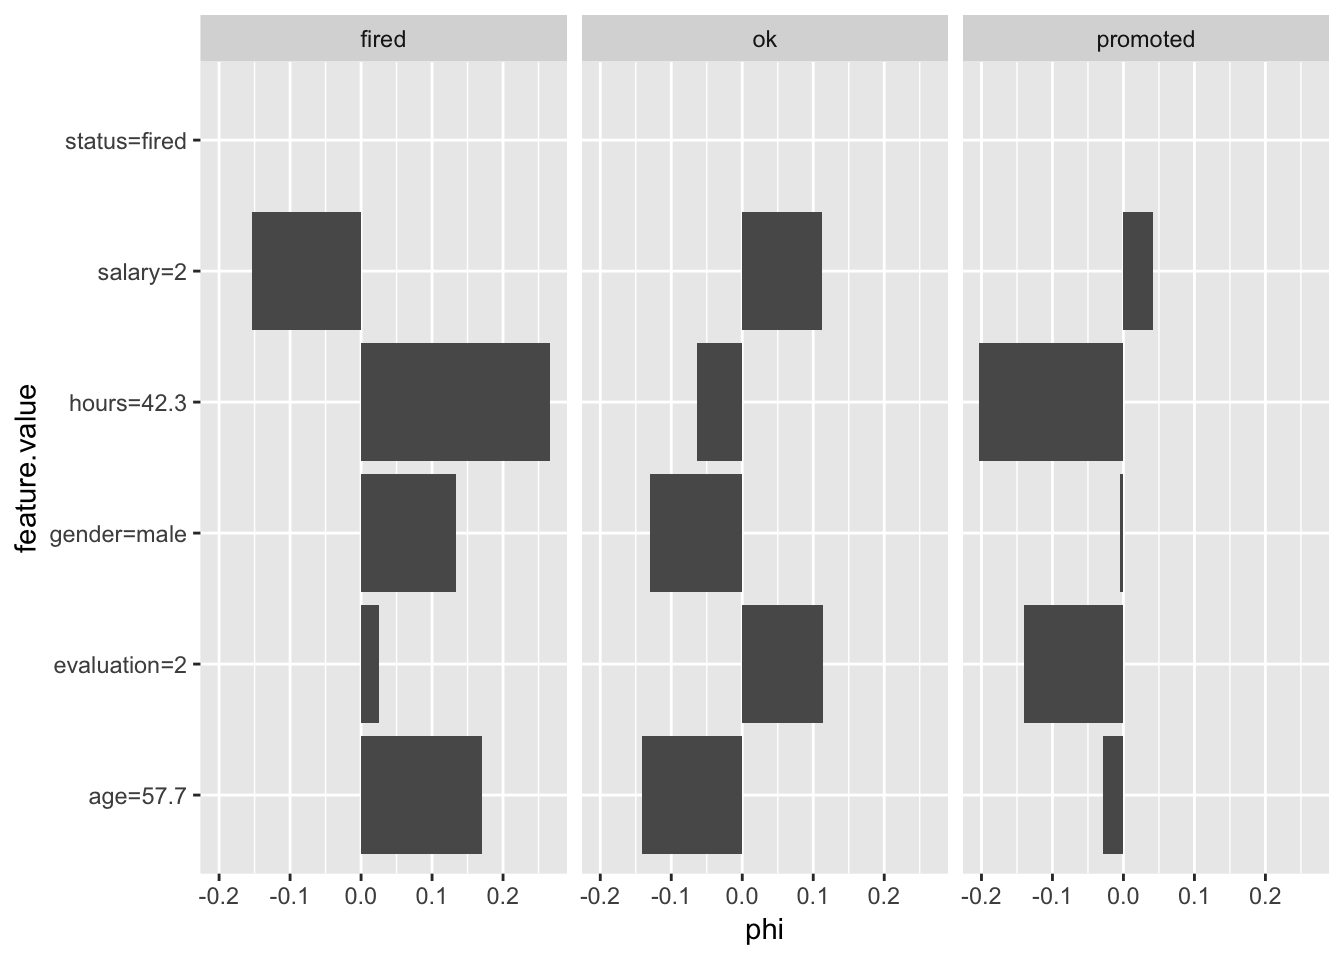 fired ok promoted
status=fired
salary=2
hours=42.3
gender=male
evaluation=2
age=57.7
feature.value
-0.2 -0.1 0.0 0.1 0.2 -0.2 -0.1 0.0 0.1 0.2 -0.2 -0.1 0.0 0.1 0.2
phi